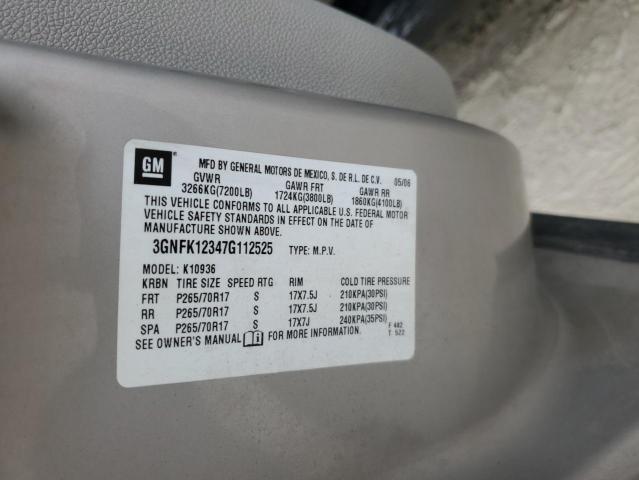 GM
MFD BY GENERAL MOTORS DE MEXICO, S. DE R.L. DE C.V. 05/06
GVWR GAWR FRT GAWR RR
3266KG(7200LB) 1724KG(3800LB) 1860KG(4100LB)
THIS VEHICLE CONFORMS TO ALL APPLICABLE U.S. FEDERAL MOTOR
VEHICLE SAFETY STANDARDS IN EFFECT ON THE DATE OF
MANUFACTURE SHOWN ABOVE.
3GNFK12347G112525 TYPE: M.P.V.
MODEL: K10936
KRBN TIRE SIZE SPEED RTG RIM COLD TIRE PRESSURE
FRT P265/70R17 S 17X7.5J 210KPA(30PSI)
RR P265/70R17 S 17X7.5J 210KPA(30PSI)
SPA P265/70R17 S 17X7J 240KPA(35PSI)
SEE OWNER'S MANUAL FOR MORE INFORMATION. F 482
T: 522